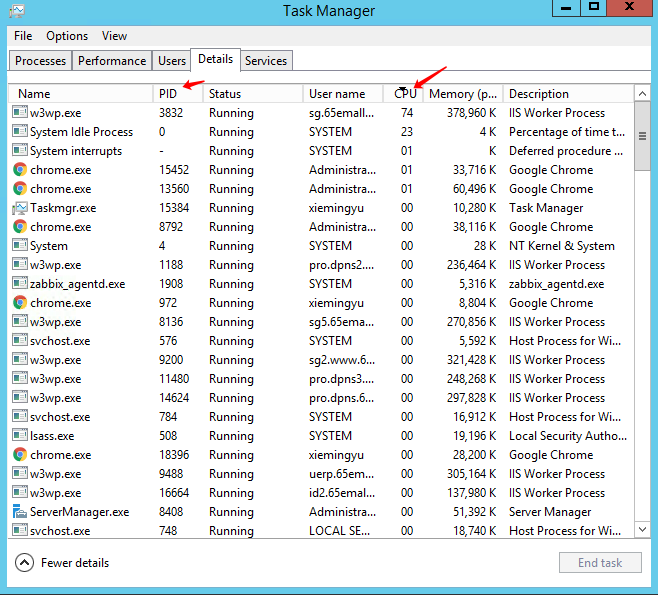 Task Manager
File Options View
Processes Performance Users Details Services
Name PID Status User name CPU Memory (p... Description
w3wp.exe 3832 Running sg.65emall... 74 378,960 K IIS Worker Process
System Idle Process 0 Running SYSTEM 23 4 K Percentage of time t...
System interrupts - Running SYSTEM 01 K Deferred procedure ...
chrome.exe 15452 Running Administra... 01 33,716 K Google Chrome
chrome.exe 13560 Running Administra... 01 60,496 K Google Chrome
Taskmgr.exe 15384 Running xiemingyu 00 10,280 K Task Manager
chrome.exe 8792 Running Administra... 00 38,116 K Google Chrome
System 4 Running SYSTEM 00 28 K NT Kernel & System
w3wp.exe 1188 Running pro.dpns2... 00 236,464 K IIS Worker Process
zabbix_agentd.exe 1908 Running SYSTEM 00 5,316 K zabbix_agentd.exe
chrome.exe 972 Running xiemingyu 00 8,804 K Google Chrome
w3wp.exe 8136 Running sg5.65ema... 00 270,856 K IIS Worker Process
svchost.exe 576 Running SYSTEM 00 5,592 K Host Process for Wi...
w3wp.exe 9200 Running sg2.www.6... 00 321,428 K IIS Worker Process
w3wp.exe 11480 Running pro.dpns3... 00 248,268 K IIS Worker Process
w3wp.exe 14624 Running pro.dpns.6... 00 297,828 K IIS Worker Process
svchost.exe 784 Running SYSTEM 00 16,912 K Host Process for Wi...
lsass.exe 508 Running SYSTEM 00 19,196 K Local Security Autho...
chrome.exe 18396 Running xiemingyu 00 28,200 K Google Chrome
w3wp.exe 9488 Running uerp.65em... 00 305,164 K IIS Worker Process
w3wp.exe 16664 Running id2.65emal... 00 137,980 K IIS Worker Process
ServerManager.exe 8408 Running Administra... 00 51,392 K Server Manager
svchost.exe 748 Running LOCAL SE... 00 18,740 K Host Process for Wi...
Fewer details End task